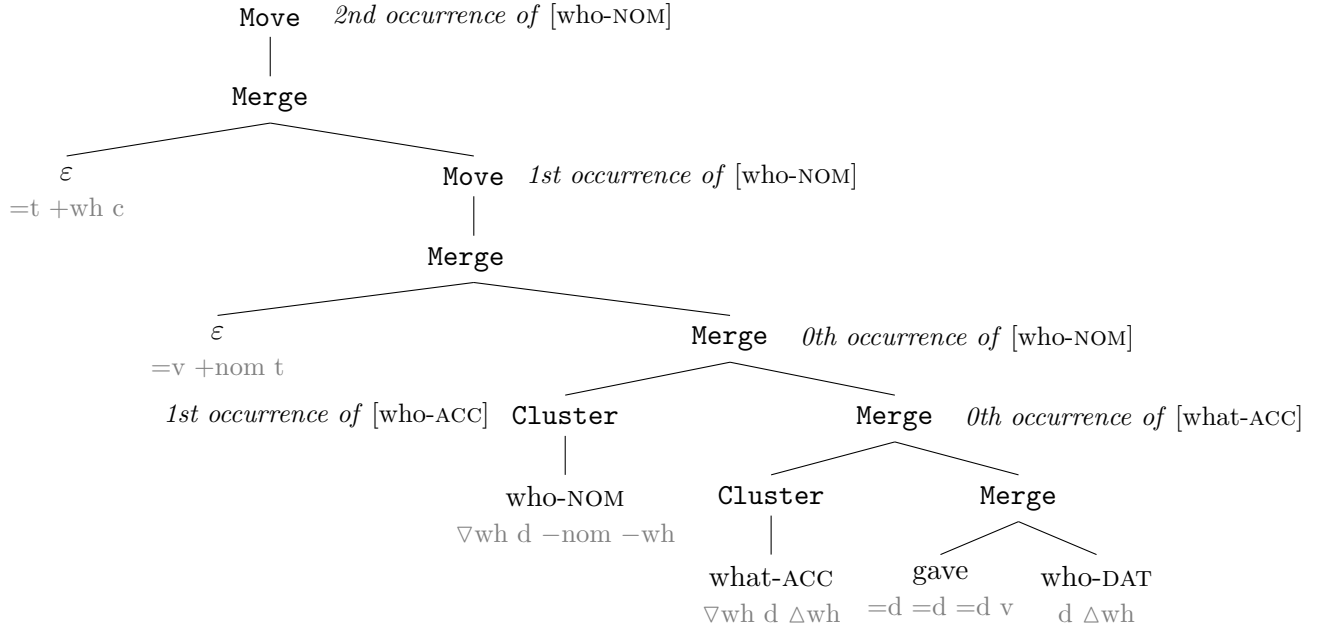 Move 2nd occurrence of [who-NOM]
Merge
ε
=t +wh c
Move 1st occurrence of [who-NOM]
Merge
ε
=v +nom t
Merge 0th occurrence of [who-NOM]
1st occurrence of [who-ACC] Cluster
Merge 0th occurrence of [what-ACC]
who-NOM
▽wh d −nom −wh
Cluster
Merge
what-ACC
▽wh d △wh
gave
=d =d =d v
who-DAT
d △wh